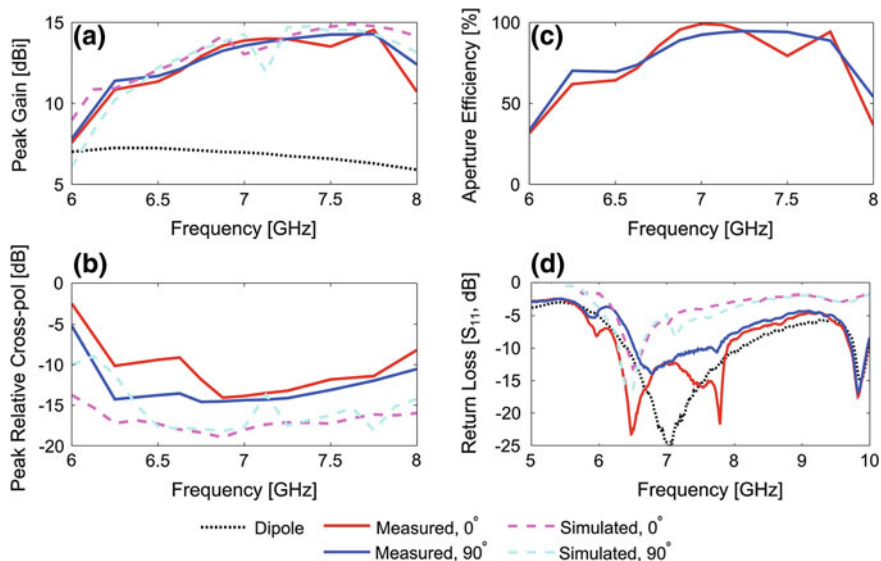 (a)
Peak Gain [dBi]
15
10
5
6 6.5 7 7.5 8
Frequency [GHz]
(c)
Aperture Efficiency [%]
100
50
0
6 6.5 7 7.5 8
Frequency [GHz]
(b)
Peak Relative Cross-pol [dB]
0
-5
-10
-15
-20
6 6.5 7 7.5 8
Frequency [GHz]
(d)
Return Loss [S₁₁, dB]
0
-5
-10
-15
-20
-25
5 6 7 8 9 10
Frequency [GHz]
Dipole Measured, 0° Simulated, 0°
Measured, 90° Simulated, 90°